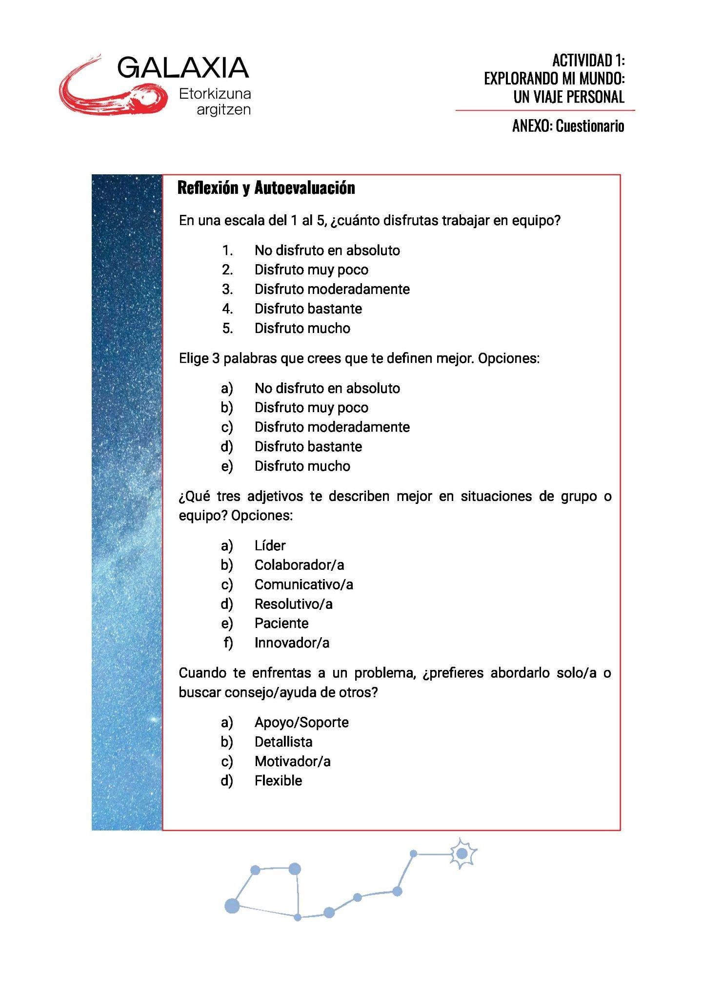 GALAXIA
Etorkizuna
argitzen
ACTIVIDAD 1:
EXPLORANDO MI MUNDO:
UN VIAJE PERSONAL
ANEXO: Cuestionario
Reflexión y Autoevaluación
En una escala del 1 al 5, ¿cuánto disfrutas trabajar en equipo?
1. No disfruto en absoluto
2. Disfruto muy poco
3. Disfruto moderadamente
4. Disfruto bastante
5. Disfruto mucho
Elige 3 palabras que crees que te definen mejor. Opciones:
a) No disfruto en absoluto
b) Disfruto muy poco
c) Disfruto moderadamente
d) Disfruto bastante
e) Disfruto mucho
¿Qué tres adjetivos te describen mejor en situaciones de grupo o
equipo? Opciones:
a) Líder
b) Colaborador/a
c) Comunicativo/a
d) Resolutivo/a
e) Paciente
f) Innovador/a
Cuando te enfrentas a un problema, ¿prefieres abordarlo solo/a o
buscar consejo/ayuda de otros?
a) Apoyo/Soporte
b) Detallista
c) Motivador/a
d) Flexible